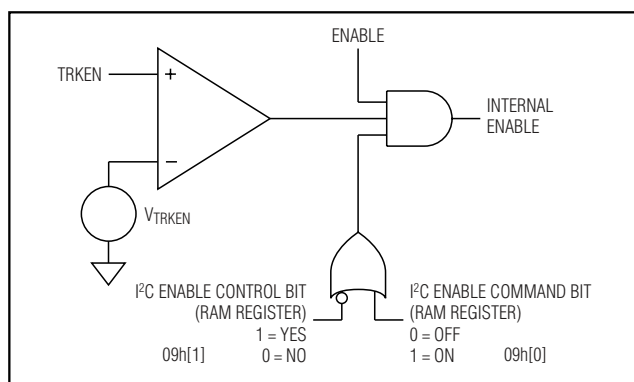 ENABLE
TRKEN
+
−
INTERNAL
ENABLE
VTRKEN
I²C ENABLE CONTROL BIT
(RAM REGISTER)
1 = YES
09h[1] 0 = NO
I²C ENABLE COMMAND BIT
(RAM REGISTER)
0 = OFF
1 = ON 09h[0]